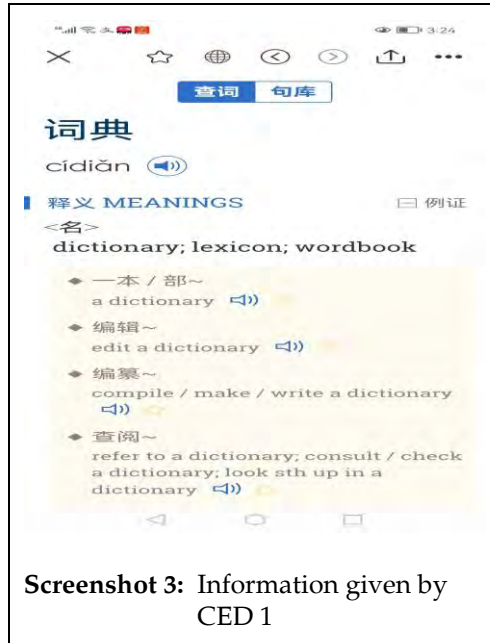 3:24
查词 句库
词典
cídiǎn
释义 MEANINGS 例证
<名>
dictionary; lexicon; wordbook
◆ 一本 / 部~
a dictionary
◆ 编辑~
edit a dictionary
◆ 编纂~
compile / make / write a dictionary
◆ 查阅~
refer to a dictionary; consult / check
a dictionary; look sth up in a
dictionary
Screenshot 3: Information given by
CED 1